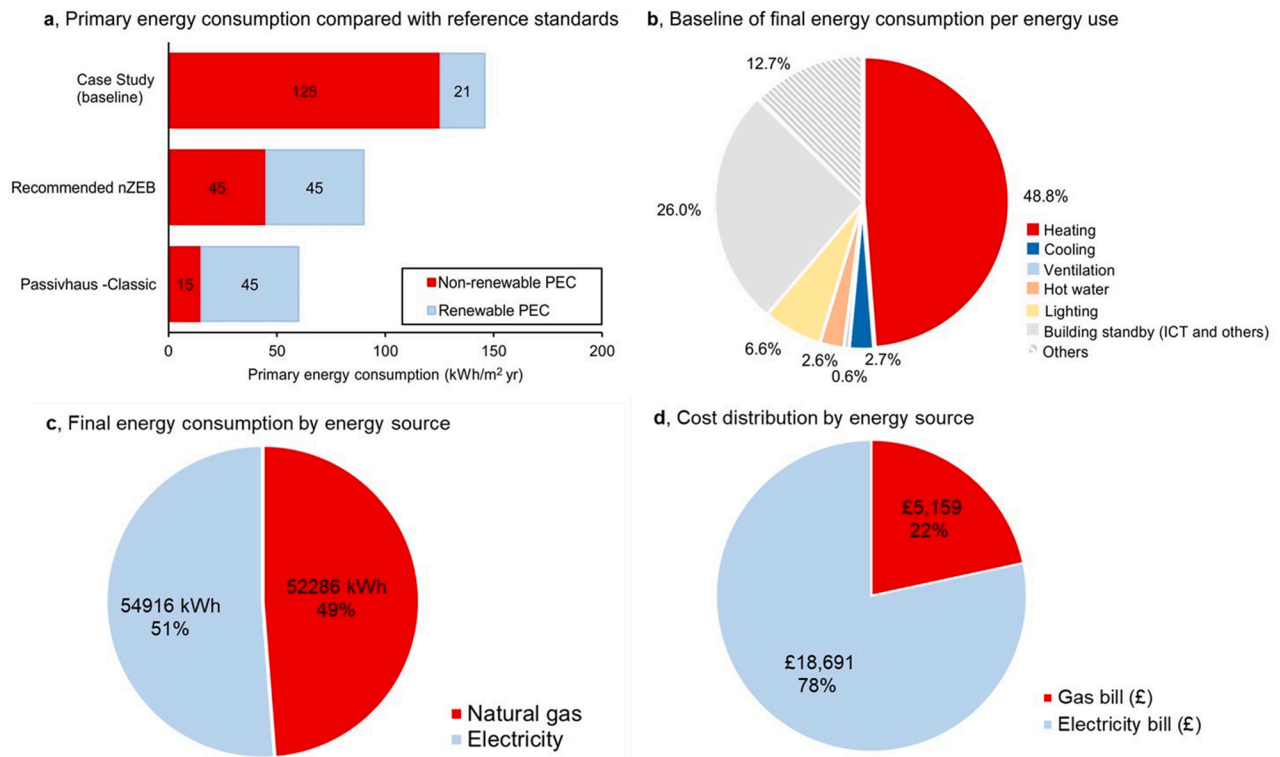 a, Primary energy consumption compared with reference standards
Case Study
(baseline)
125
21
Recommended nZEB
45
45
Passivhaus -Classic
15
45
Non-renewable PEC
Renewable PEC
0
50
100
150
200
Primary energy consumption (kWh/m² yr)
b, Baseline of final energy consumption per energy use
12.7%
48.8%
26.0%
6.6%
2.6%
0.6%
2.7%
Heating
Cooling
Ventilation
Hot water
Lighting
Building standby (ICT and others)
Others
c, Final energy consumption by energy source
54916 kWh
51%
52286 kWh
49%
Natural gas
Electricity
d, Cost distribution by energy source
£5,159
22%
£18,691
78%
Gas bill (£)
Electricity bill (£)